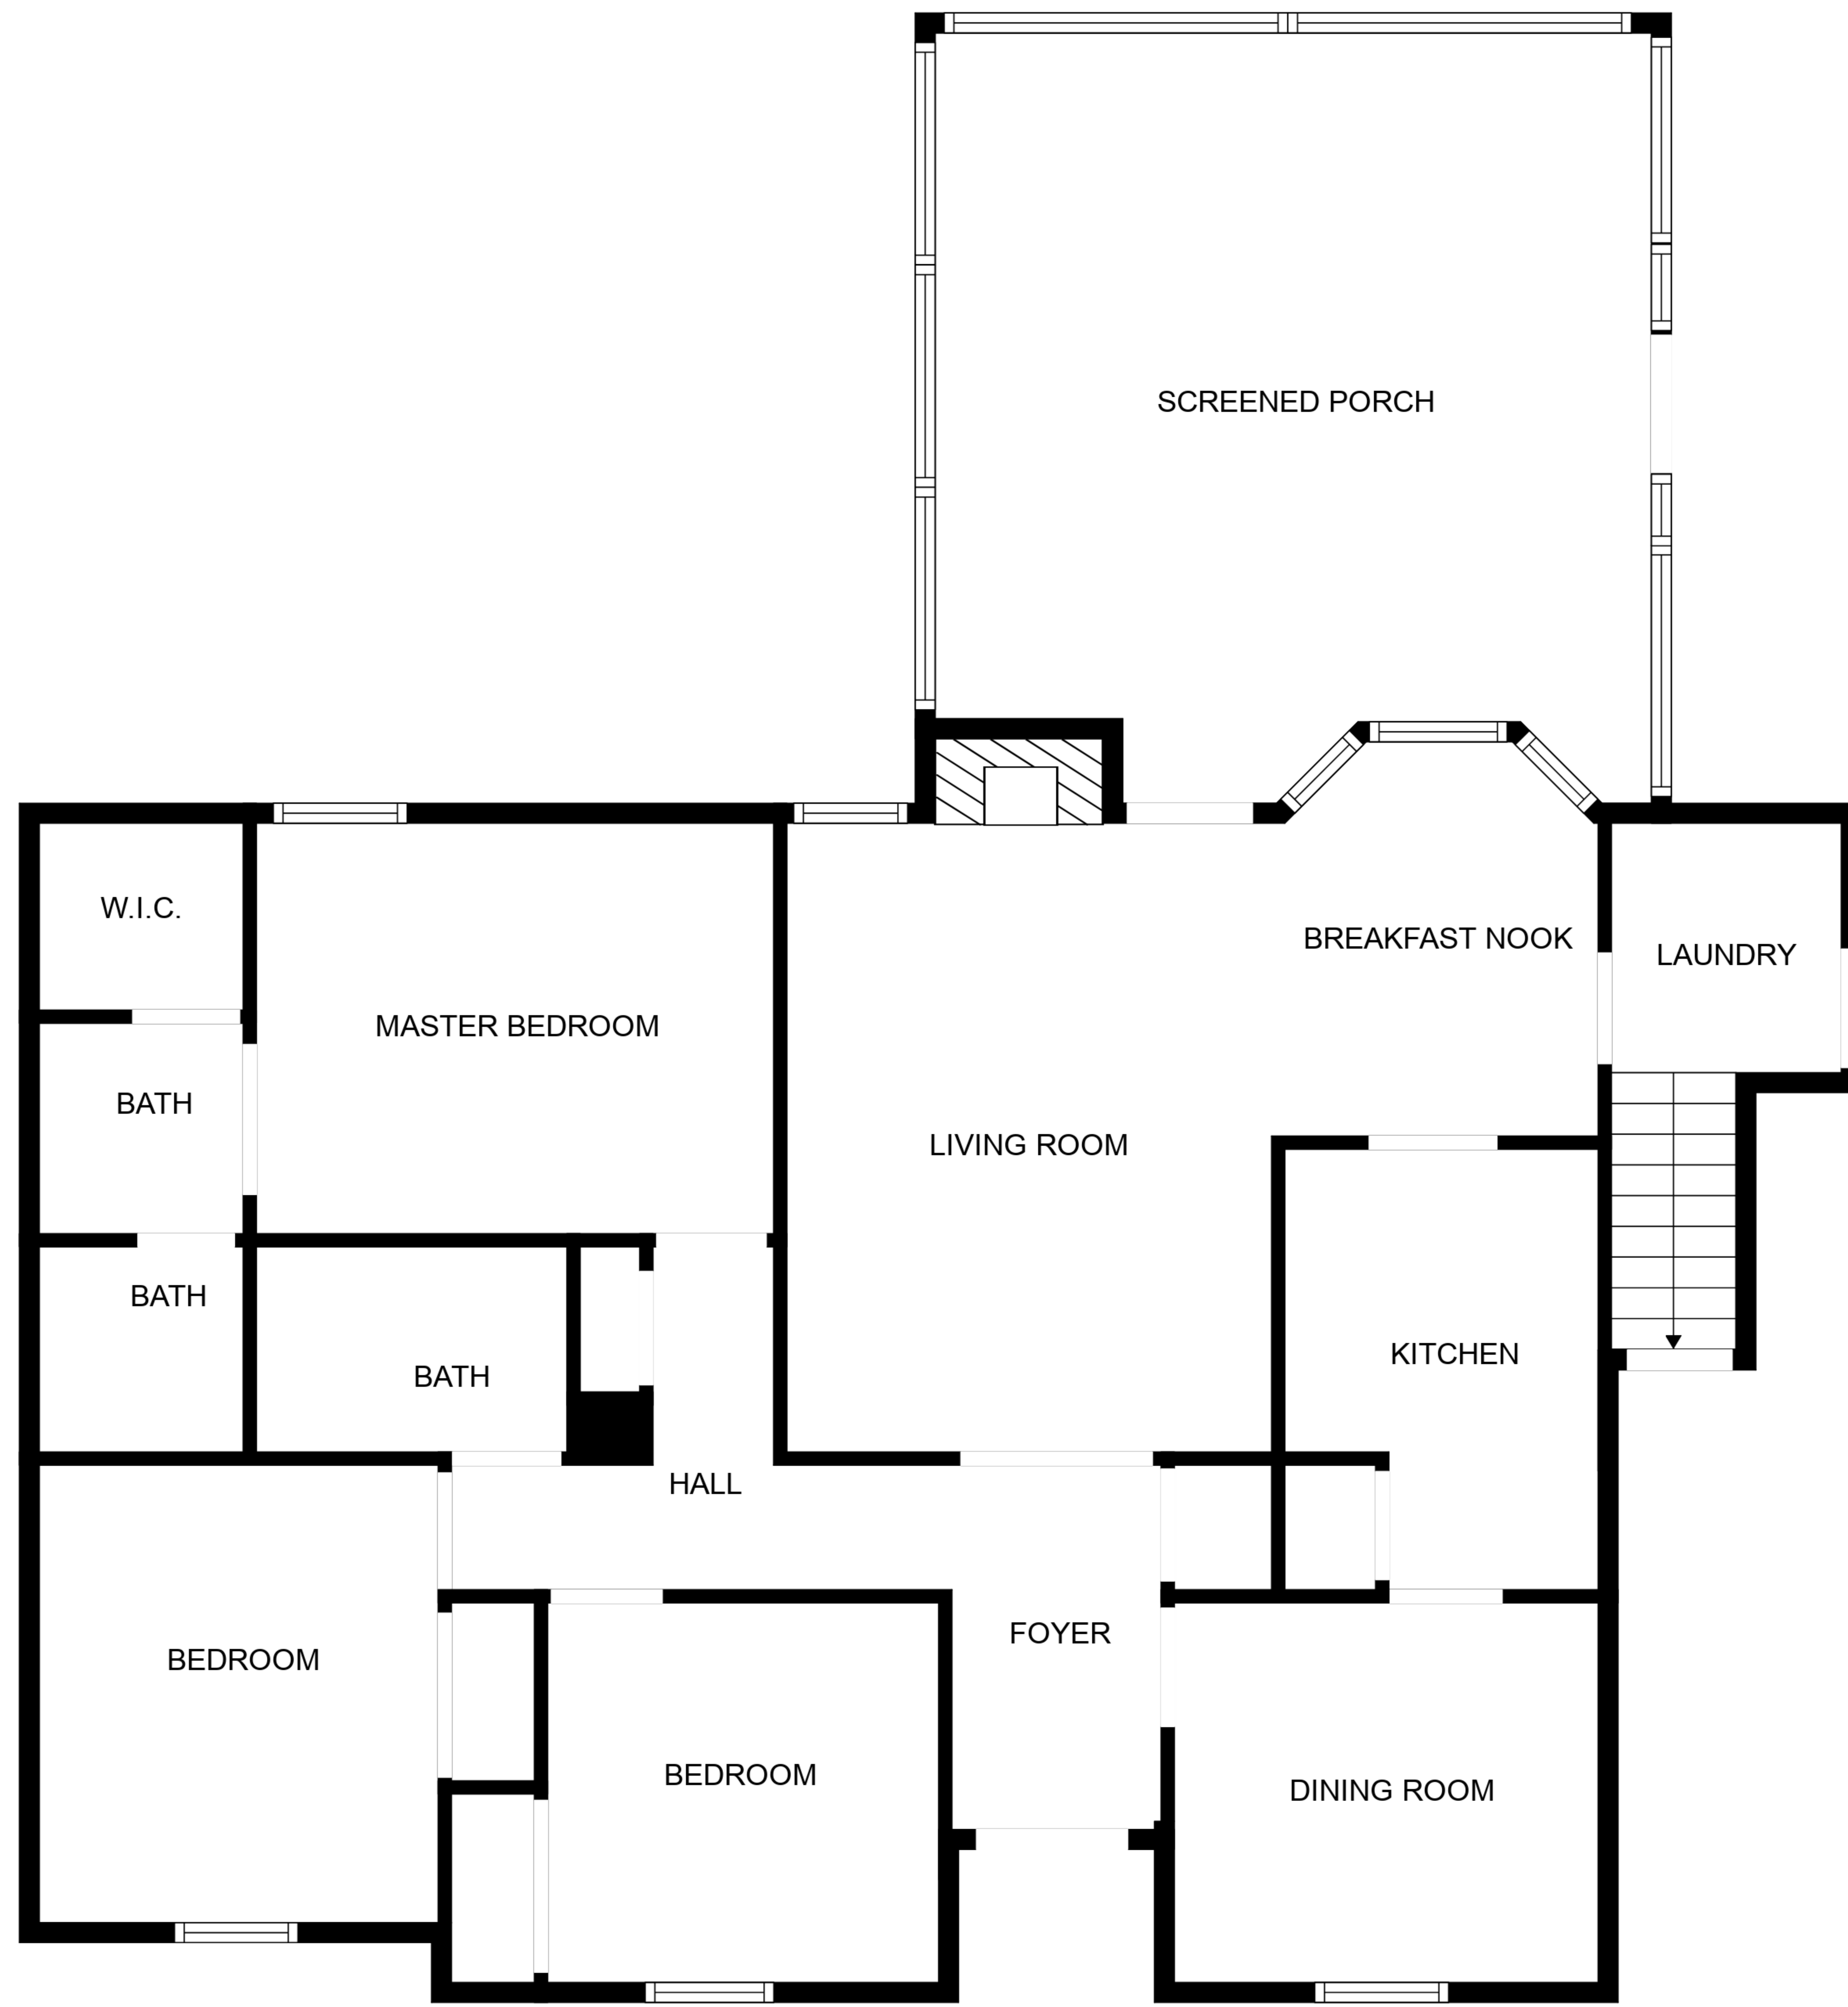 SCREENED PORCH
W.I.C.
BREAKFAST NOOK
LAUNDRY
MASTER BEDROOM
BATH
LIVING ROOM
BATH
KITCHEN
BATH
HALL
FOYER
BEDROOM
BEDROOM
DINING ROOM